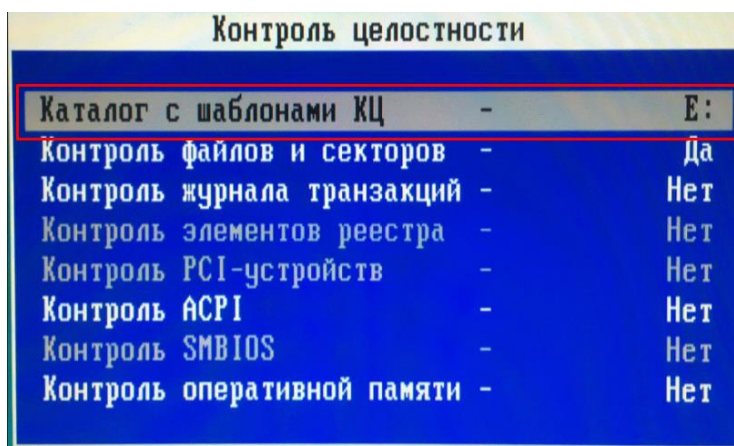 Контроль целостности
Каталог с шаблонами КЦ - E:
Контроль файлов и секторов - Да
Контроль журнала транзакций - Нет
Контроль элементов реестра - Нет
Контроль PCI-устройств - Нет
Контроль ACPI - Нет
Контроль SMBIOS - Нет
Контроль оперативной памяти - Нет